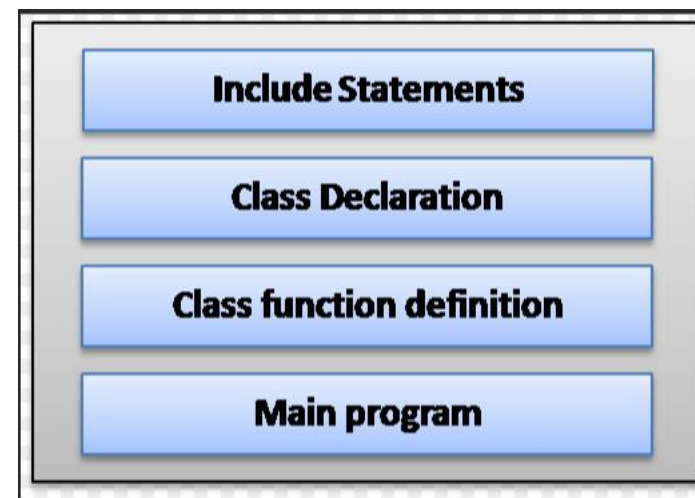 Include Statements
Class Declaration
Class function definition
Main program